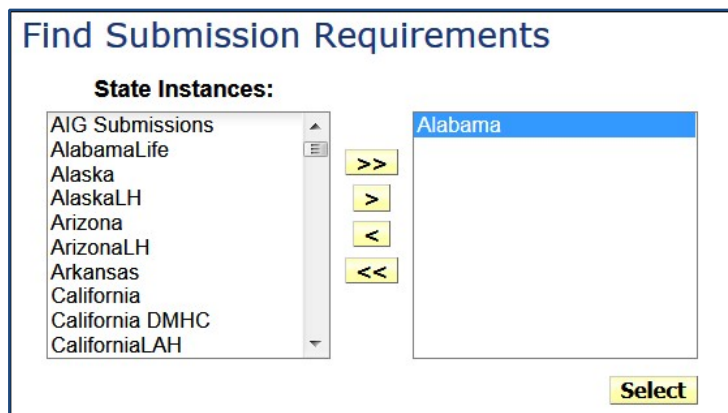 Find Submission Requirements
State Instances:
AIG Submissions
AlabamaLife
Alaska
AlaskaLH
Arizona
ArizonaLH
Arkansas
California
California DMHC
CaliforniaLAH
>>
>
<
<<
Alabama
Select